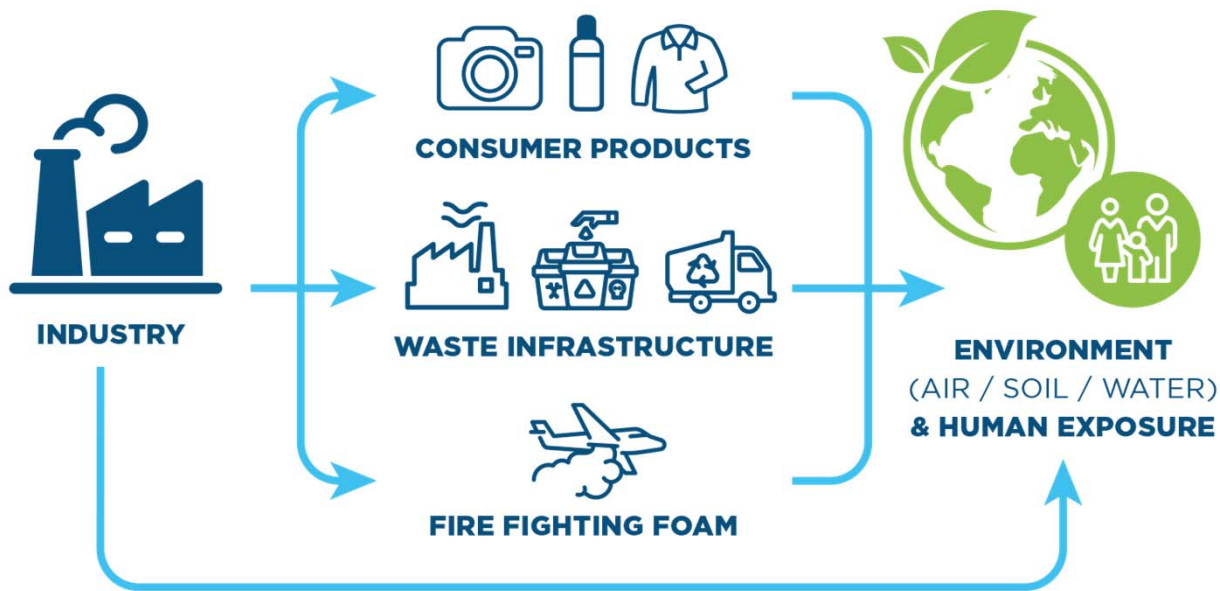 CONSUMER PRODUCTS
INDUSTRY
WASTE INFRASTRUCTURE
ENVIRONMENT
(AIR / SOIL / WATER)
& HUMAN EXPOSURE
FIRE FIGHTING FOAM